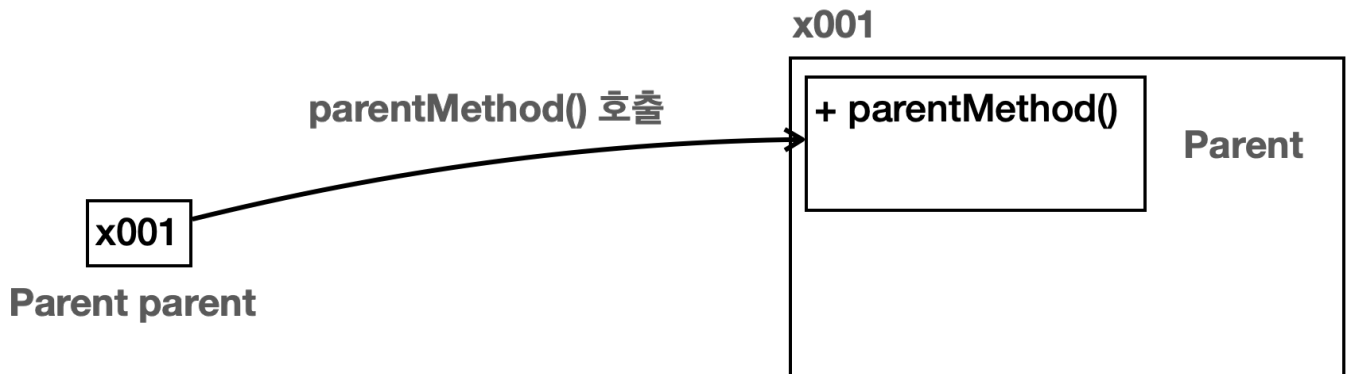 x001
parentMethod() 호출
+ parentMethod()
Parent
x001
Parent parent